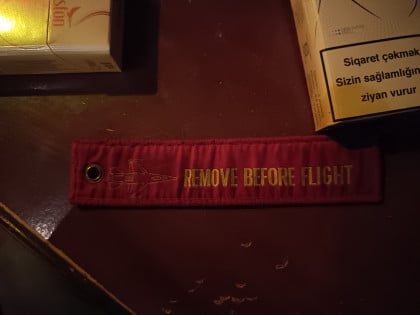 Siqaret çəkmək
Sizin sağlamlığın
ziyan vurur
REMOVE BEFORE FLIGHT